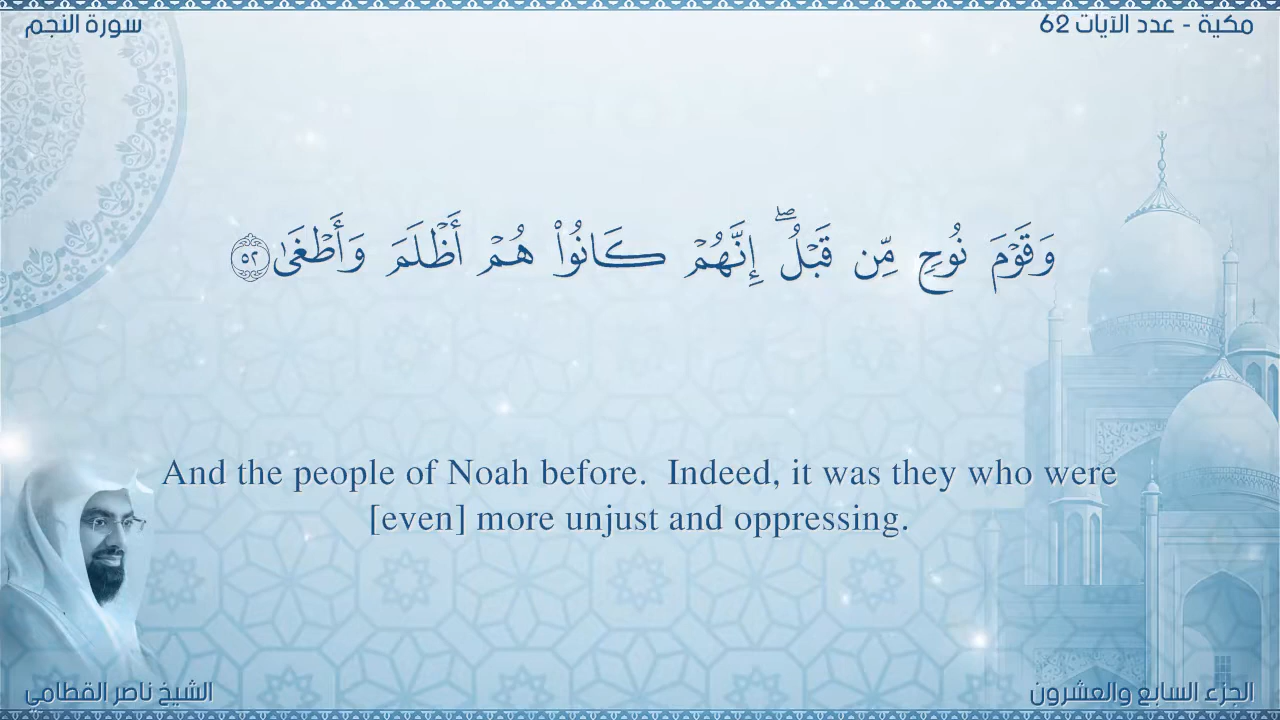 مكية - عدد الآيات 62
سورة النجم
وَقَوۡمَ نُوحٖ مِّن قَبۡلُۖ إِنَّهُمۡ كَانُواْ هُمۡ أَظۡلَمَ وَأَطۡغَىٰ ٥٢
And the people of Noah before.  Indeed, it was they who were
[even] more unjust and oppressing.
الجزء السابع والعشرون
الشيخ ناصر القطامي